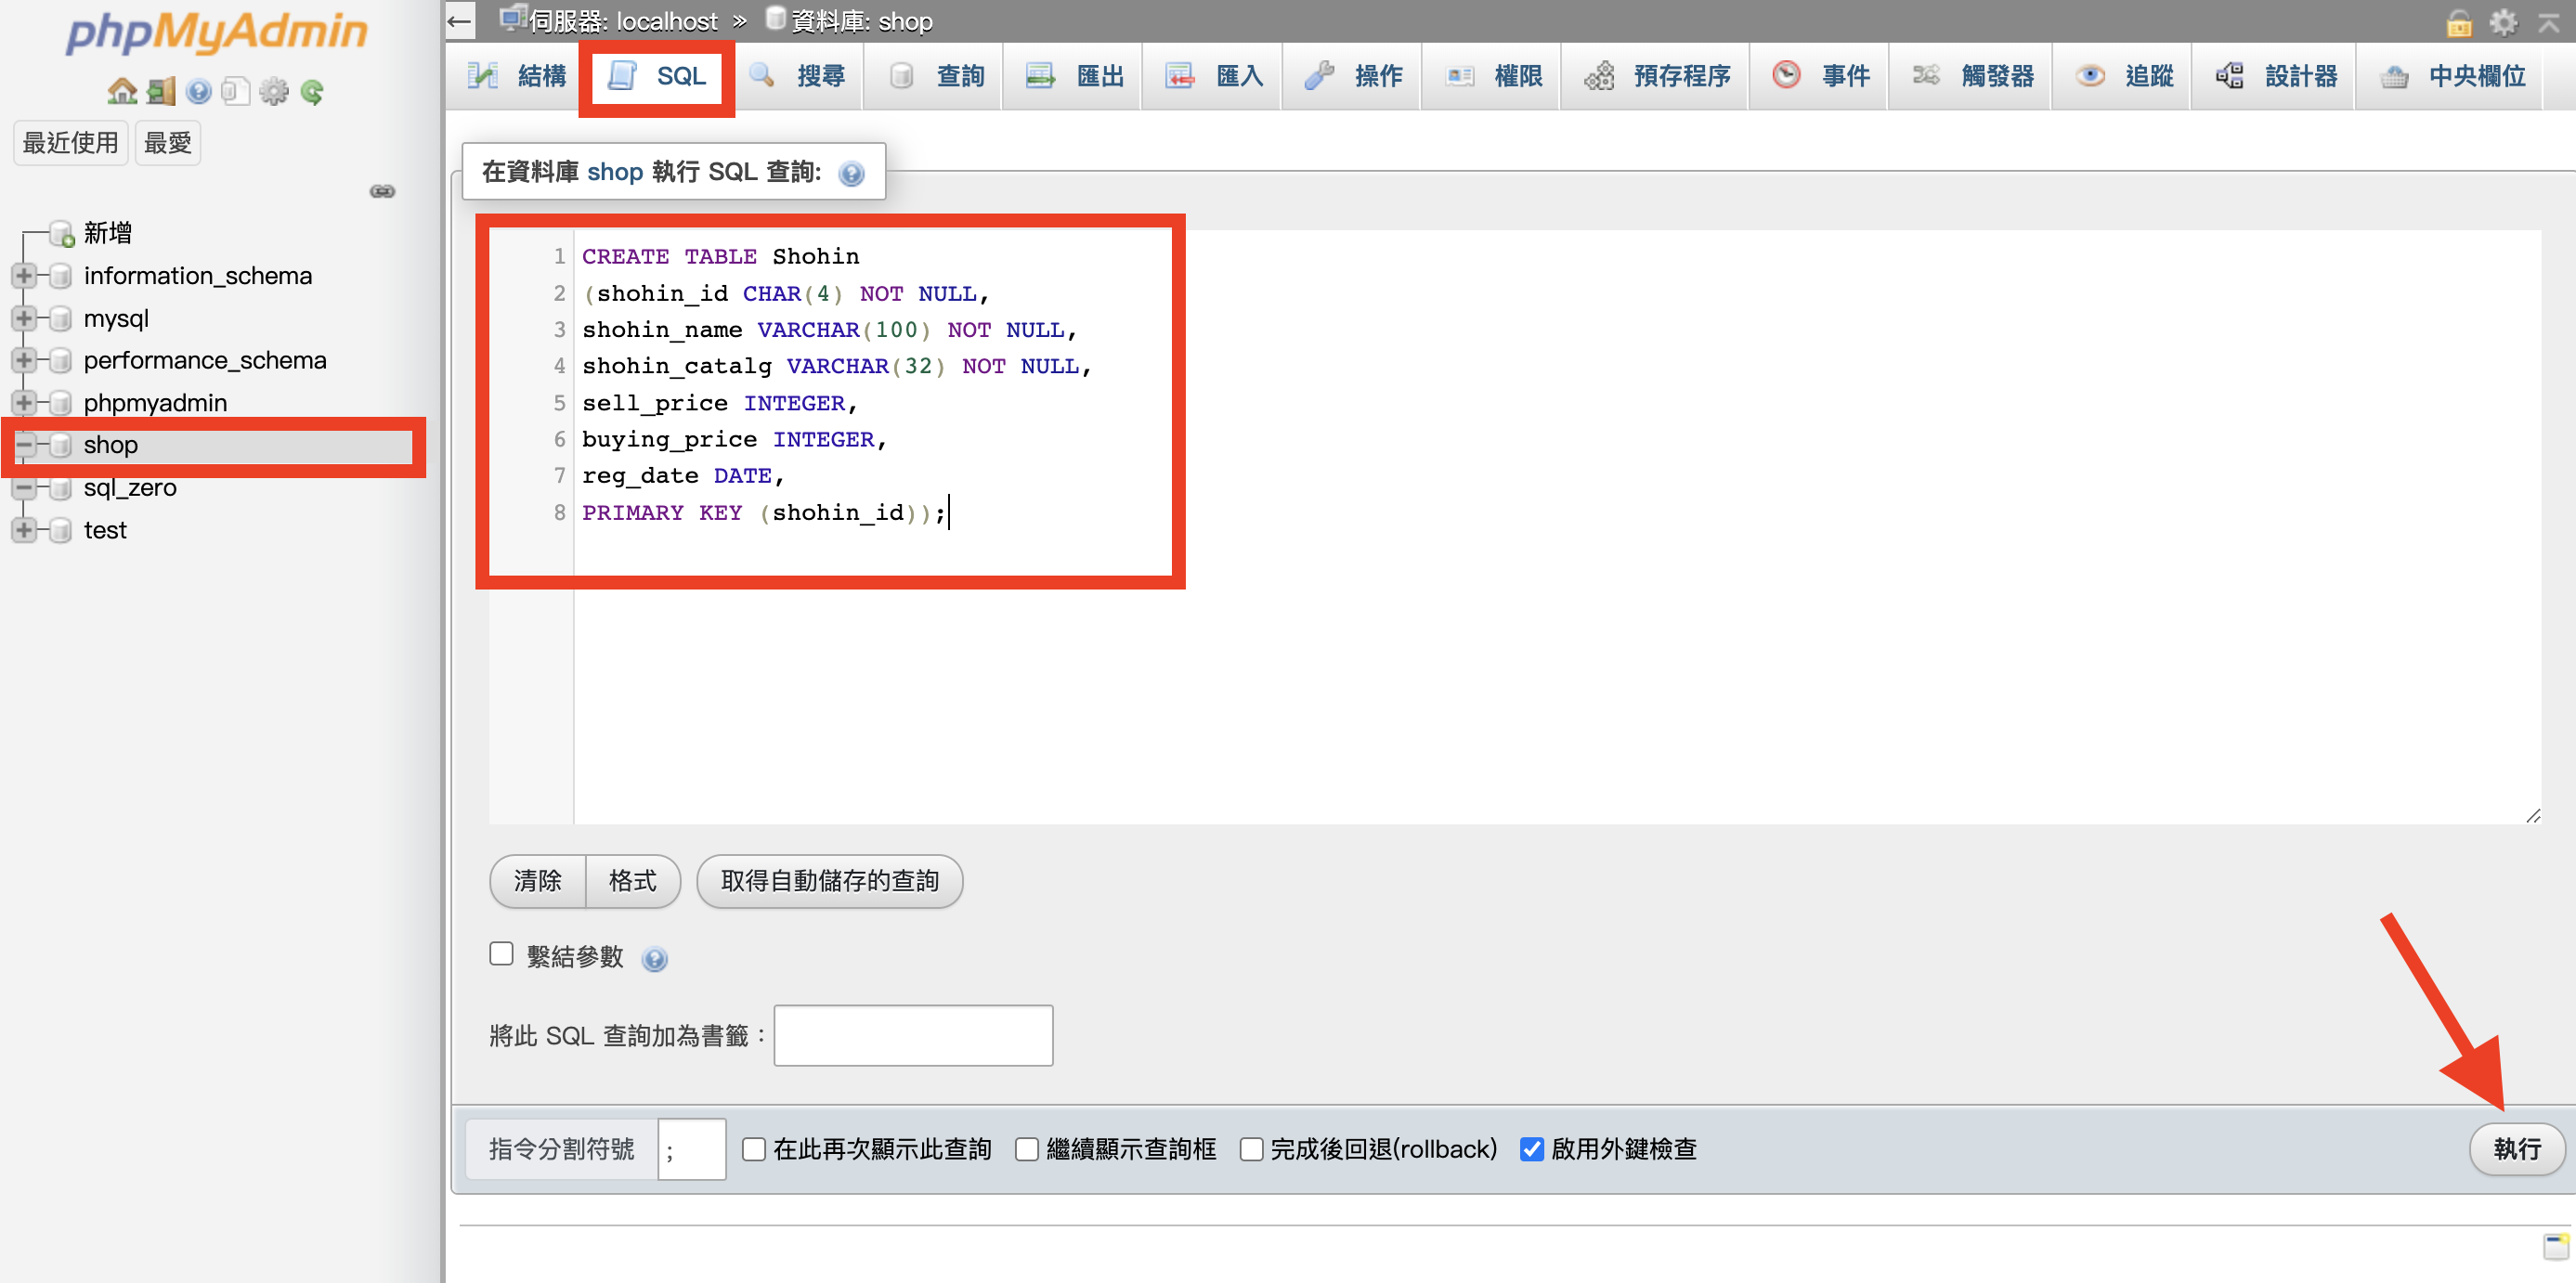 phpMyAdmin
最近使用 最愛
新增
information_schema
mysql
performance_schema
phpmyadmin
shop
sql_zero
test
伺服器: localhost » 資料庫: shop
結構 SQL 搜尋 查詢 匯出 匯入 操作 權限 預存程序 事件 觸發器 追蹤 設計器 中央欄位
在資料庫 shop 執行 SQL 查詢:
1 CREATE TABLE Shohin
2 (shohin_id CHAR(4) NOT NULL,
3 shohin_name VARCHAR(100) NOT NULL,
4 shohin_catalg VARCHAR(32) NOT NULL,
5 sell_price INTEGER,
6 buying_price INTEGER,
7 reg_date DATE,
8 PRIMARY KEY (shohin_id));
清除 格式 取得自動儲存的查詢
繫結參數
將此 SQL 查詢加為書籤：
指令分割符號 ; 在此再次顯示此查詢 繼續顯示查詢框 完成後回退(rollback) 啟用外鍵檢查 執行